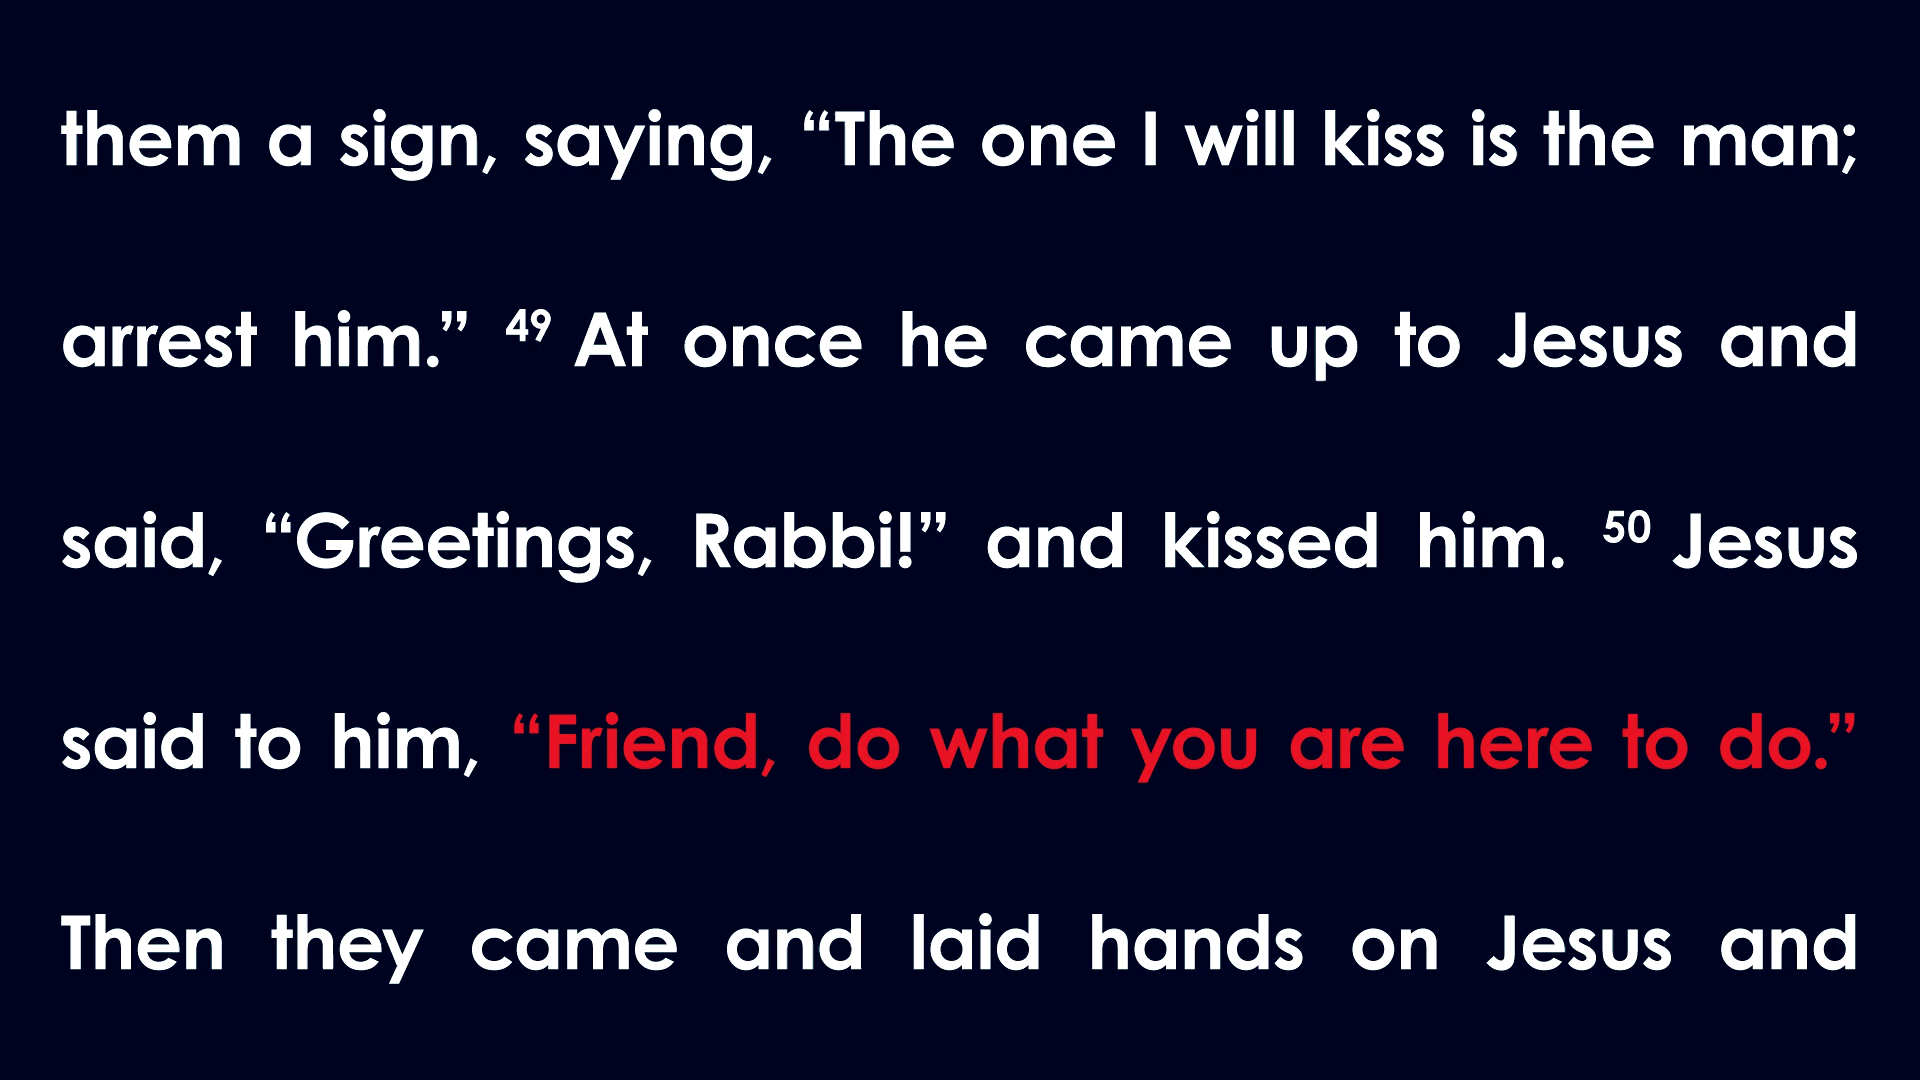 them a sign, saying, “The one I will kiss is the man;
arrest him.” 49 At once he came up to Jesus and
said, “Greetings, Rabbi!” and kissed him. 50 Jesus
said to him, “Friend, do what you are here to do.”
Then they came and laid hands on Jesus and